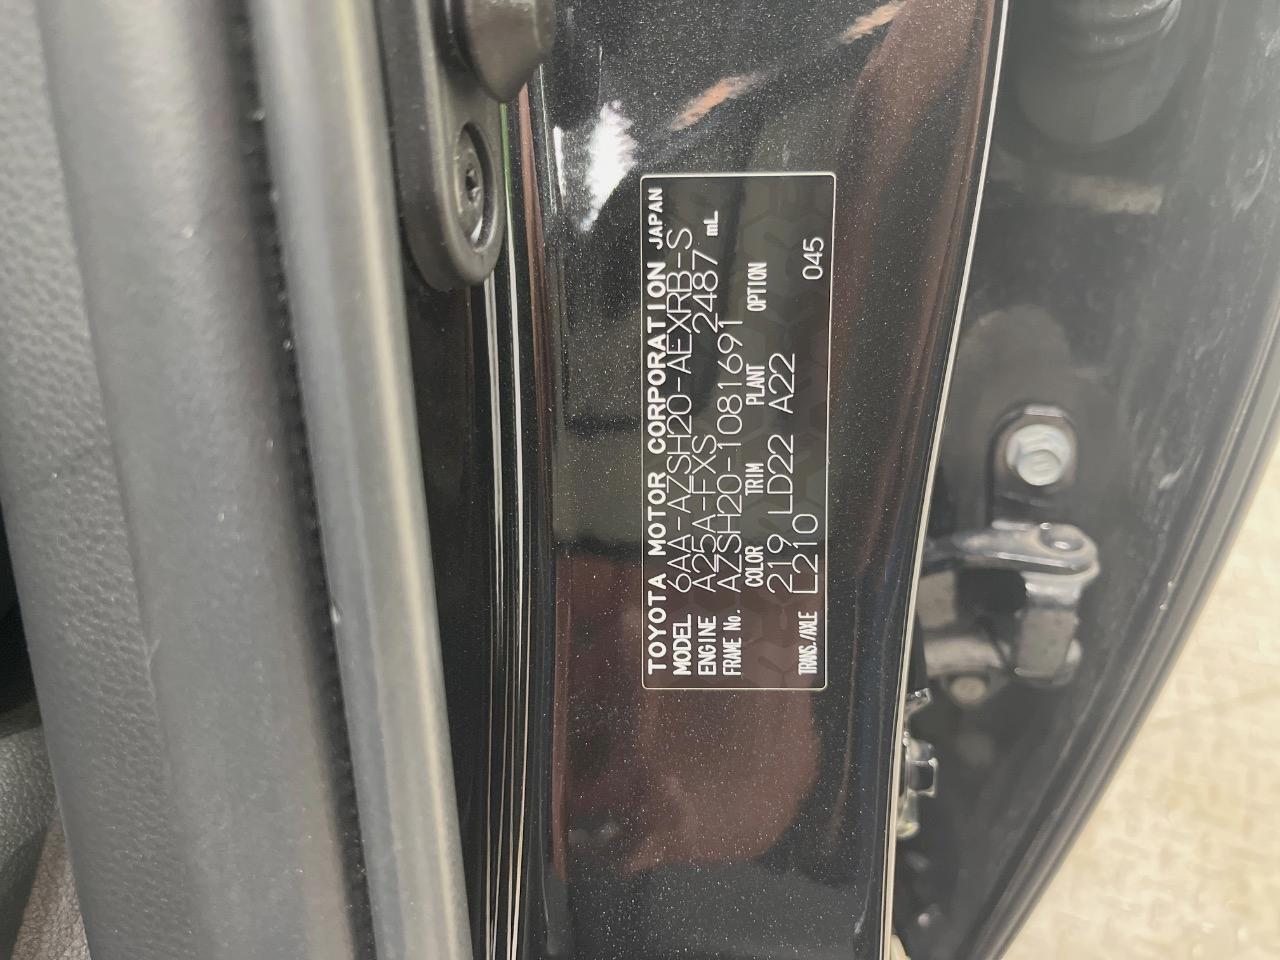 TOYOTA MOTOR CORPORATION JAPAN
MODEL 6AA-AZSH20-AEXRB-S
ENGINE A25A-FXS 2487 mL
FRAME No. AZSH20-1081691
COLOR TRIM PLANT OPTION
219 LD22 A22
TRANS./AXLE L210 045